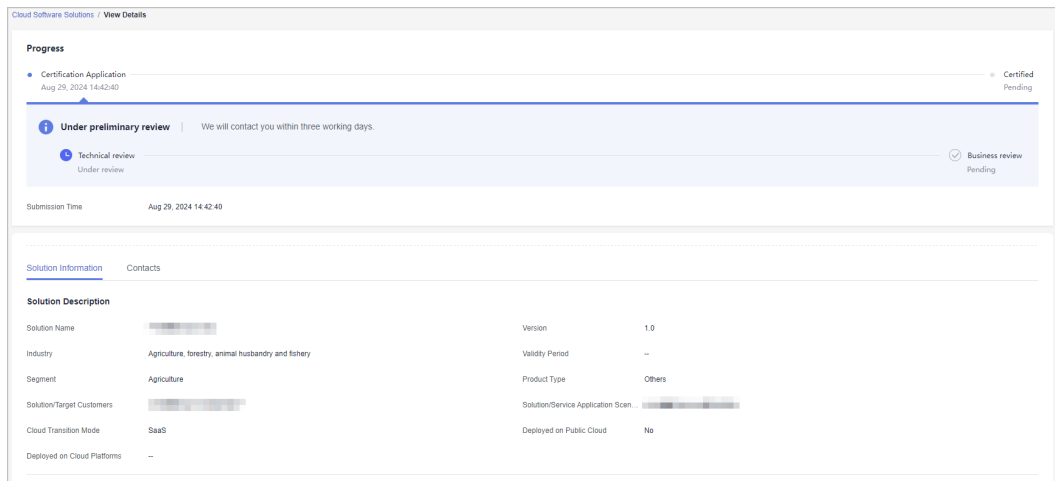 Cloud Software Solutions / View Details
Progress
Certification Application
Aug 29, 2024 14:42:40
Certified
Pending
Under preliminary review | We will contact you within three working days.
Technical review
Under review
Business review
Pending
Submission Time Aug 29, 2024 14:42:40
Solution Information Contacts
Solution Description
Solution Name
Version 1.0
Industry Agriculture, forestry, animal husbandry and fishery
Validity Period --
Segment Agriculture
Product Type Others
Solution/Target Customers
Solution/Service Application Scen...
Cloud Transition Mode SaaS
Deployed on Public Cloud No
Deployed on Cloud Platforms --